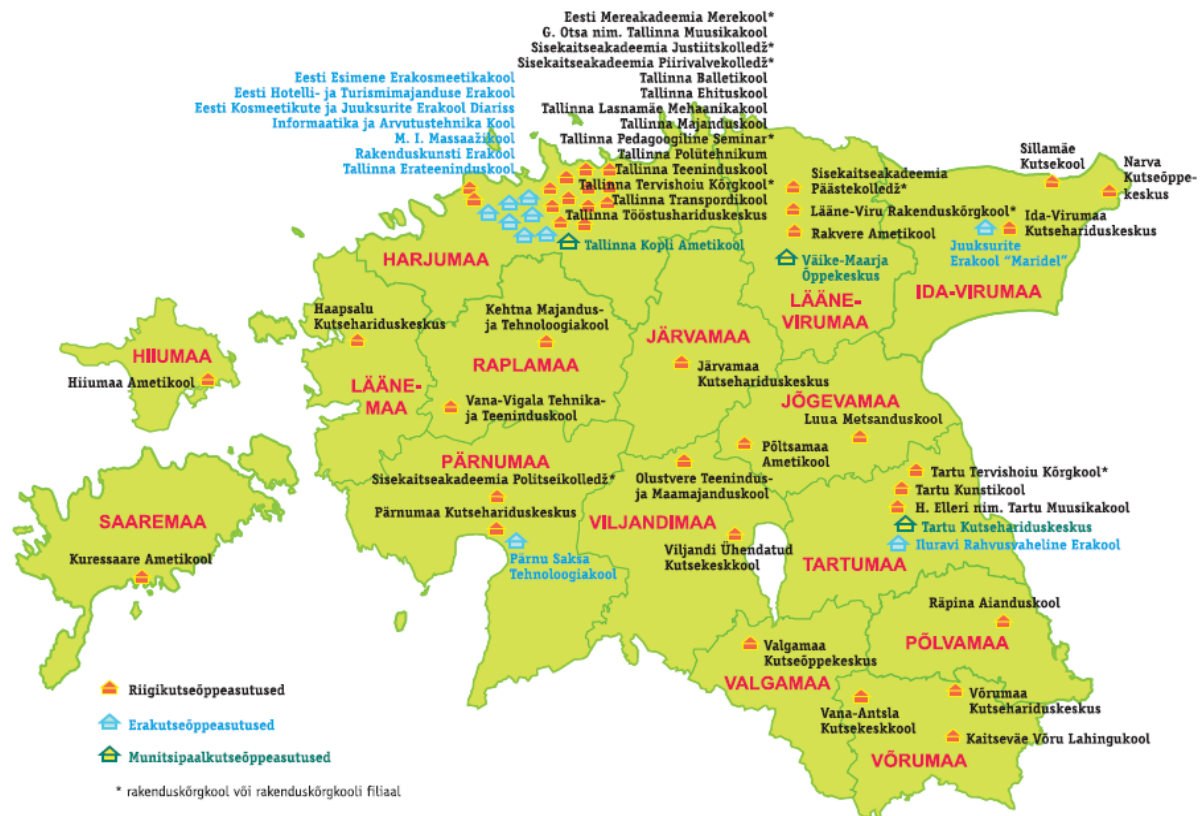 Eesti Mereakadeemia Merekool*
G. Otsa nim. Tallinna Muusikakool
Sisekaitseakadeemia Justiitskolledž*
Sisekaitseakadeemia Piirivalvekolledž*
Tallinna Balletikool
Tallinna Ehituskool
Tallinna Lasnamäe Mehaanikakool
Tallinna Majanduskool
Tallinna Pedagoogiline Seminar*
Tallinna Polütehnikum
Tallinna Teeninduskool
Tallinna Tervishoiu Kõrgkool*
Tallinna Transpordikool
Tallinna Tööstushariduskeskus
Eesti Esimene Erakosmeetikakool
Eesti Hotelli- ja Turismimajanduse Erakool
Eesti Kosmeetikute ja Juuksurite Erakool Diariss
Informaatika ja Arvutustehnika Kool
M. I. Massaažikool
Rakenduskunsti Erakool
Tallinna Erateeninduskool
Tallinna Kopli Ametikool
HARJUMAA
Sisekaitseakadeemia
Päästekolledž*
Lääne-Viru Rakenduskõrgkool*
Rakvere Ametikool
Väike-Maarja
Õppekeskus
LÄÄNE-
VIRUMAA
Sillamäe
Kutsekool
Narva
Kutseõppe-
keskus
Ida-Virumaa
Kutsehariduskeskus
Juuksurite
Erakool "Maridel"
IDA-VIRUMAA
Haapsalu
Kutsehariduskeskus
LÄÄNE-
MAA
Kehtna Majandus-
ja Tehnoloogiakool
RAPLAMAA
Vana-Vigala Tehnika-
ja Teeninduskool
JÄRVAMAA
Järvamaa
Kutsehariduskeskus
HIIUMAA
Hiiumaa Ametikool
JÕGEVAMAA
Luua Metsanduskool
Põltsamaa
Ametikool
PÄRNUMAA
Sisekaitseakadeemia Politseikolledž*
Pärnumaa Kutsehariduskeskus
Pärnu Saksa
Tehnoloogiakool
Olustvere Teenindus-
ja Maamajanduskool
VILJANDIMAA
Viljandi Ühendatud
Kutsekeskkool
Tartu Tervishoiu Kõrgkool*
Tartu Kunstikool
H. Elleri nim. Tartu Muusikakool
Tartu Kutsehariduskeskus
Iluravi Rahvusvaheline Erakool
TARTUMAA
SAAREMAA
Kuressaare Ametikool
Räpina Aianduskool
PÕLVAMAA
Valgamaa
Kutseõppekeskus
VALGAMAA
Vana-Antsla
Kutsekeskkool
Võrumaa
Kutsehariduskeskus
Kaitseväe Võru Lahingukool
VÕRUMAA
Riigikutseõppeasutused
Erakutseõppeasutused
Munitsipaalkutseõppeasutused
* rakenduskõrgkool või rakenduskõrgkooli filiaal